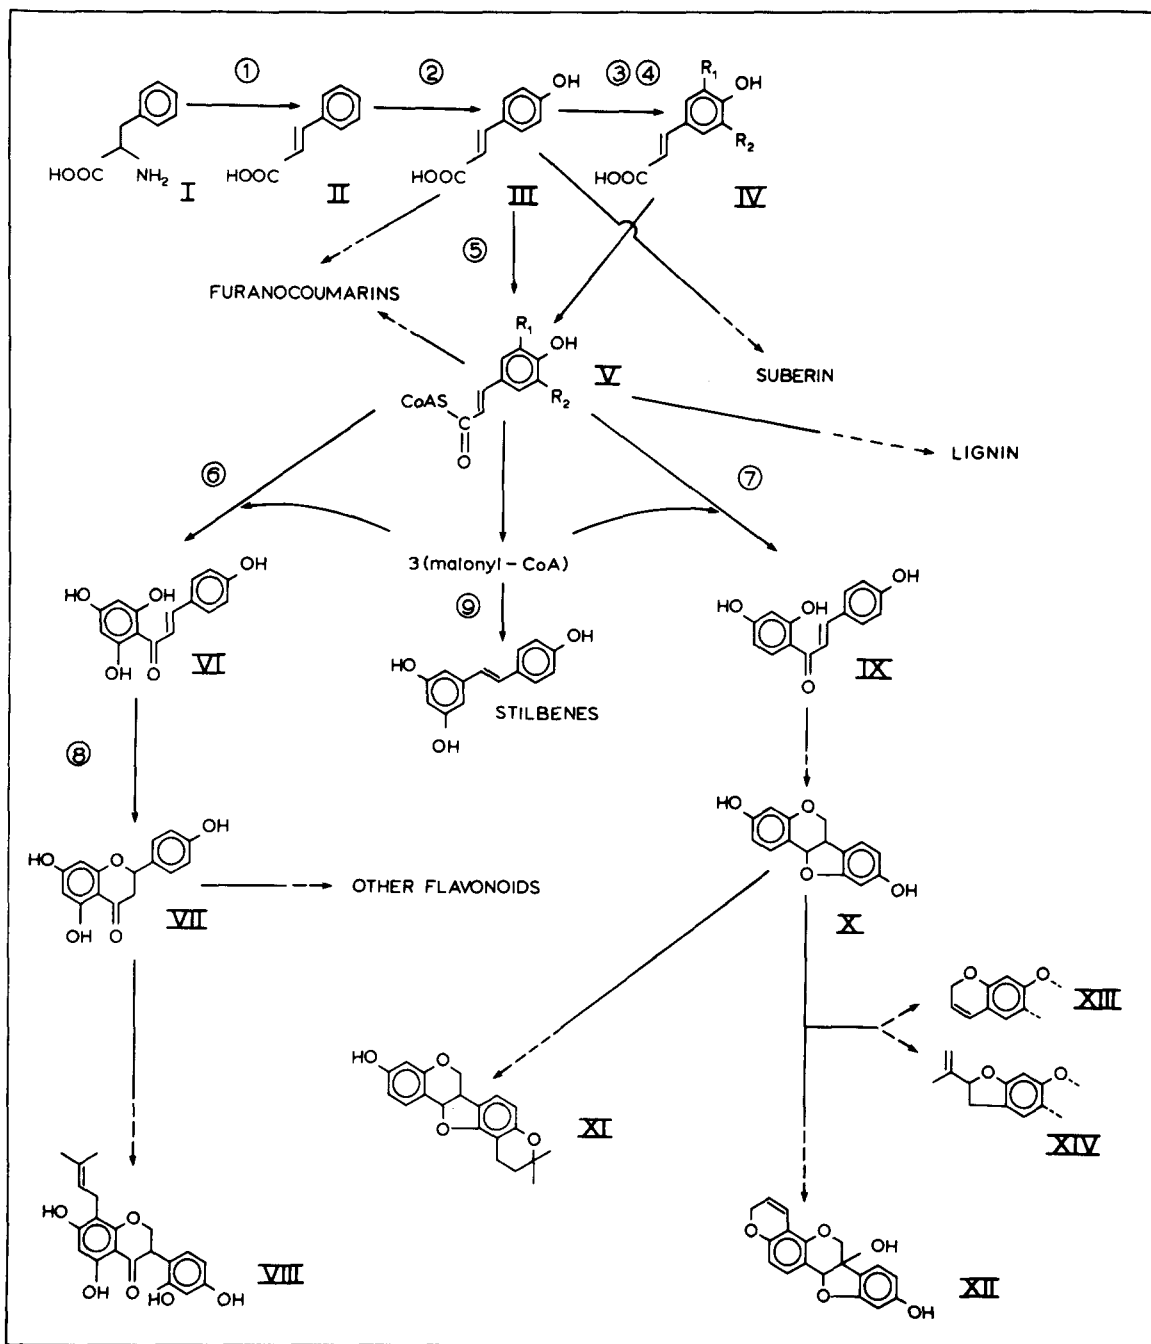 ① ② ③ ④
R₁ OH
OH
R₂
HOOC NH₂ HOOC HOOC HOOC
I II III IV
⑤
FURANOCOUMARINS
R₁
OH V
R₂
SUBERIN
CoAS
C
O
LIGNIN
⑥ ⑦
3(malonyl-CoA)
⑨
HO OH OH
OH O
VI
HO OH
OH
STILBENES
HO OH OH
O
IX
⑧
HO O OH
OH O
VII
OTHER FLAVONOIDS
HO O
O OH
X
O O XIII
O O
XIV
HO O
O O
XI
HO O
OH O HO OH
VIII
O O OH
O OH
XII